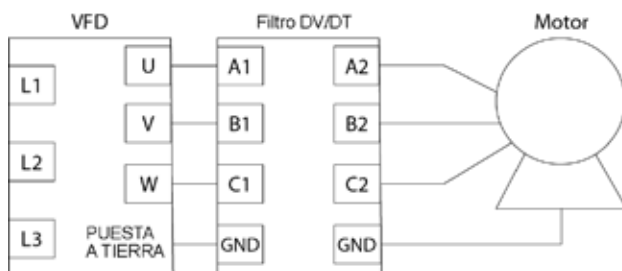 VFD
Filtro DV/DT
Motor
U
A1
A2
L1
V
B1
B2
L2
W
C1
C2
L3
PUESTA
A TIERRA
GND
GND